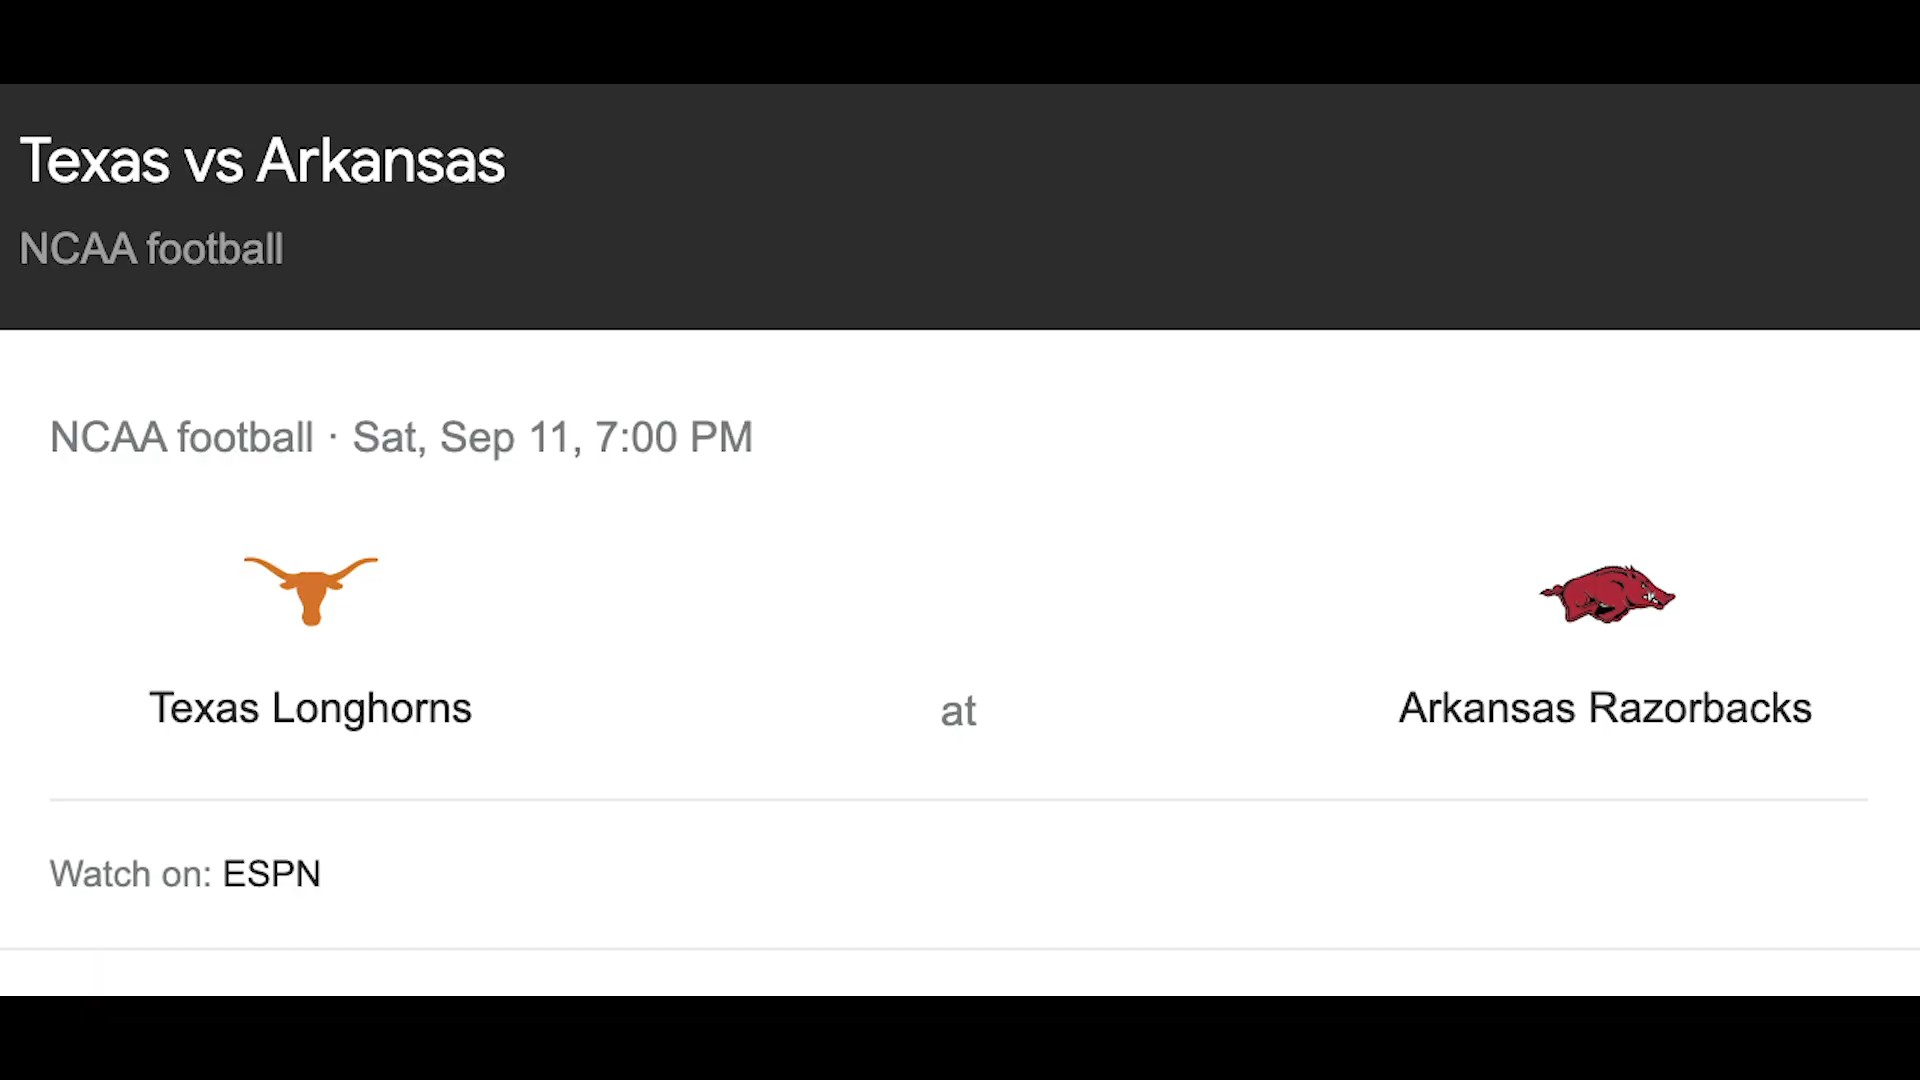 Texas vs Arkansas
NCAA football
NCAA football · Sat, Sep 11, 7:00 PM
Texas Longhorns at Arkansas Razorbacks
Watch on: ESPN